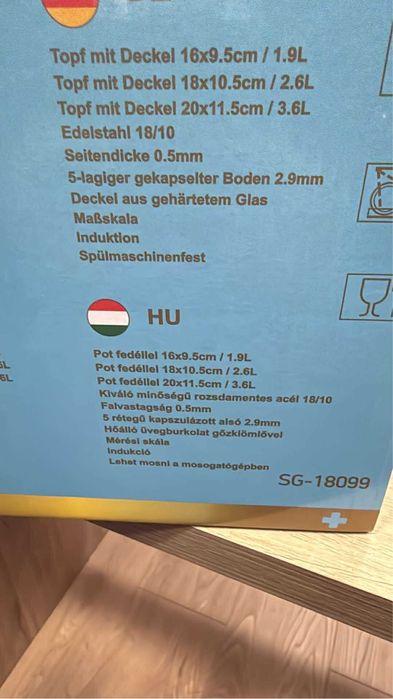 Topf mit Deckel 16x9.5cm / 1.9L
Topf mit Deckel 18x10.5cm / 2.6L
Topf mit Deckel 20x11.5cm / 3.6L
Edelstahl 18/10
Seitendicke 0.5mm
5-lagiger gekapselter Boden 2.9mm
Deckel aus gehärtetem Glas
Maßskala
Induktion
Spülmaschinenfest
HU
Pot fedéllel 16x9.5cm / 1.9L
Pot fedéllel 18x10.5cm / 2.6L
Pot fedéllel 20x11.5cm / 3.6L
Kiváló minőségű rozsdamentes acél 18/10
Falvastagság 0.5mm
5 rétegű kapszulázott alsó 2.9mm
Hőálló üvegburkolat gőzkiömlővel
Mérési skála
Indukció
Lehet mosni a mosogatógépben
SG-18099